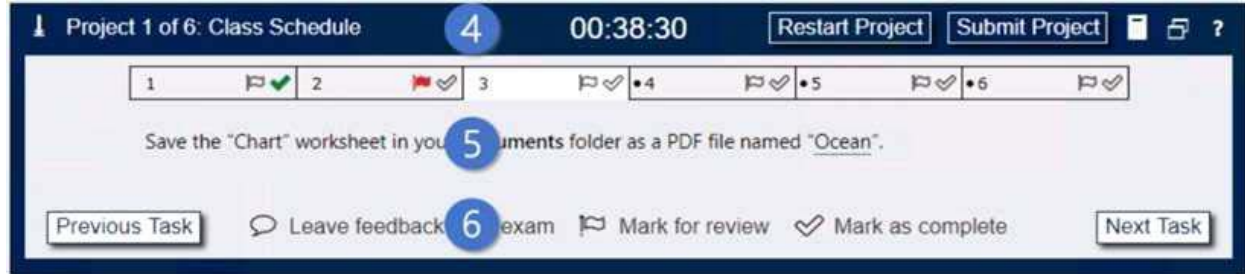 Project 1 of 6: Class Schedule 4 00:38:30 Restart Project Submit Project ?
1 2 3 •4 •5 •6
Save the "Chart" worksheet in you 5 uments folder as a PDF file named "Ocean".
Previous Task Leave feedback 6 exam Mark for review Mark as complete Next Task